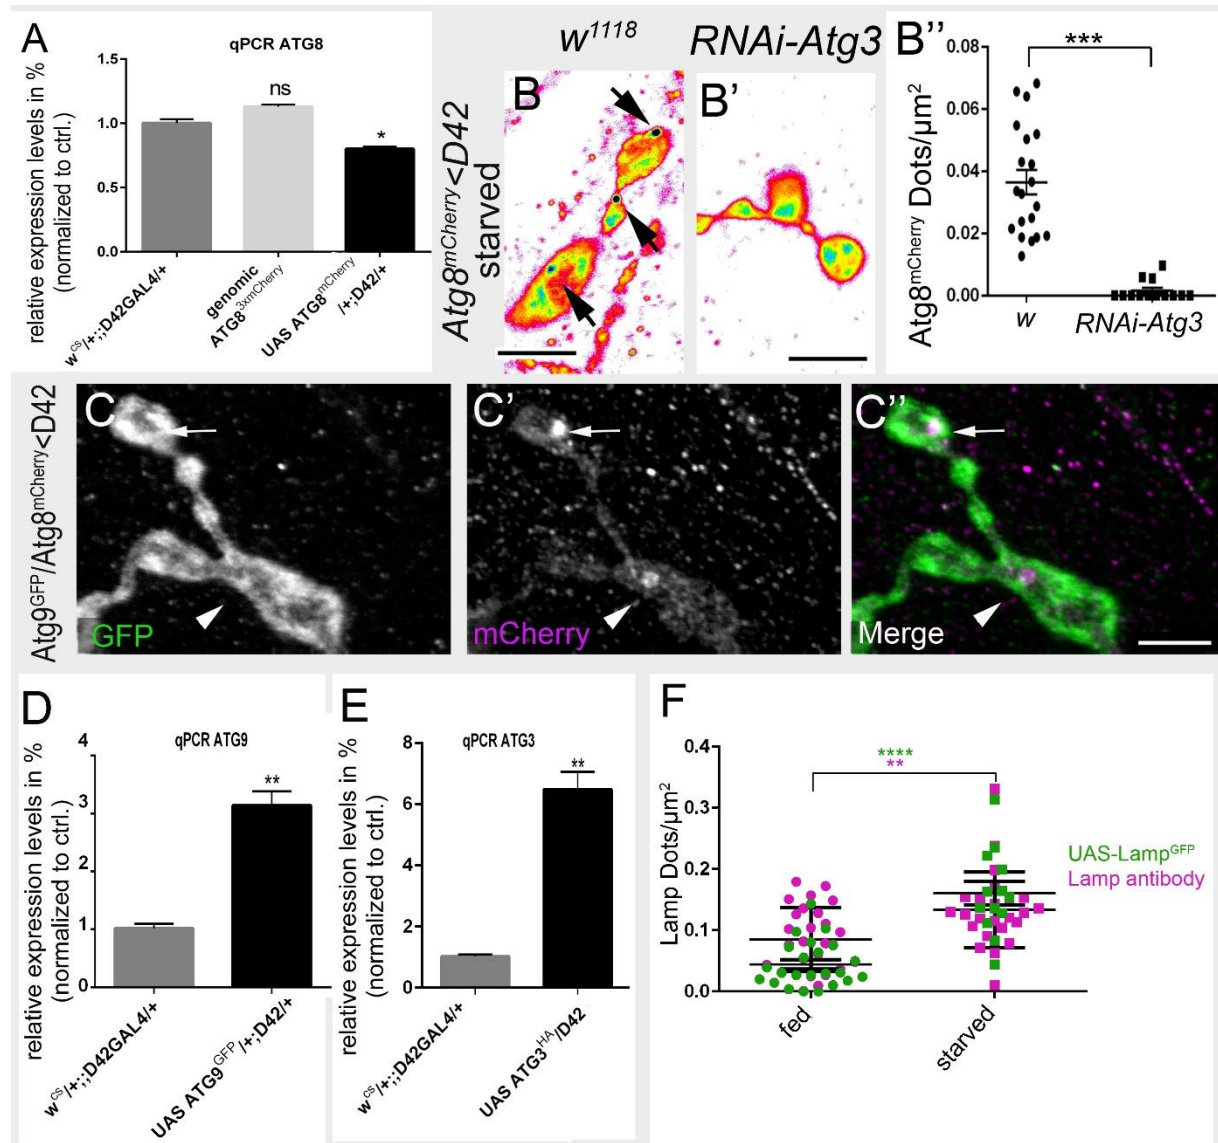 A
qPCR ATG8
relative expression levels in %
(normalized to ctrl.)
1.5
1.0
0.5
0.0
ns
*
w^CS/+;;D42GAL4/+
genomic
ATG8^3xmCherry
UAS ATG8^mCherry
/+;D42/+
w^1118
RNAi-Atg3
Atg8^mCherry<D42
starved
B
B'
B''
***
Atg8^mCherry Dots/µm²
0.08
0.06
0.04
0.02
0.00
w
RNAi-Atg3
Atg9^GFP/Atg8^mCherry<D42
C
GFP
C'
mCherry
C''
Merge
D
qPCR ATG9
relative expression levels in %
(normalized to ctrl.)
4
3
2
1
0
**
w^CS/+;;D42GAL4/+
UAS ATG9^GFP/+;D42/+
E
qPCR ATG3
relative expression levels in %
(normalized to ctrl.)
8
6
4
2
0
**
w^CS/+;;D42GAL4/+
UAS ATG3^HA/D42
F
Lamp Dots/µm²
0.4
0.3
0.2
0.1
0.0
****
**
fed
starved
UAS-Lamp^GFP
Lamp antibody